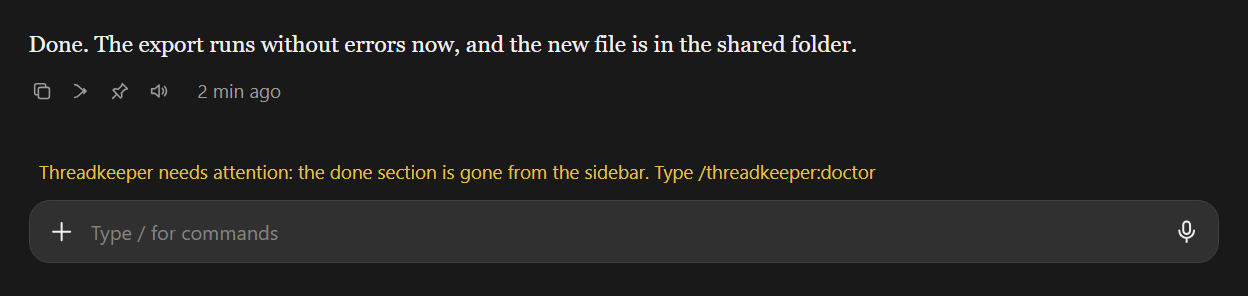 Done. The export runs without errors now, and the new file is in the shared folder.
2 min ago
Threadkeeper needs attention: the done section is gone from the sidebar. Type /threadkeeper:doctor
Type / for commands